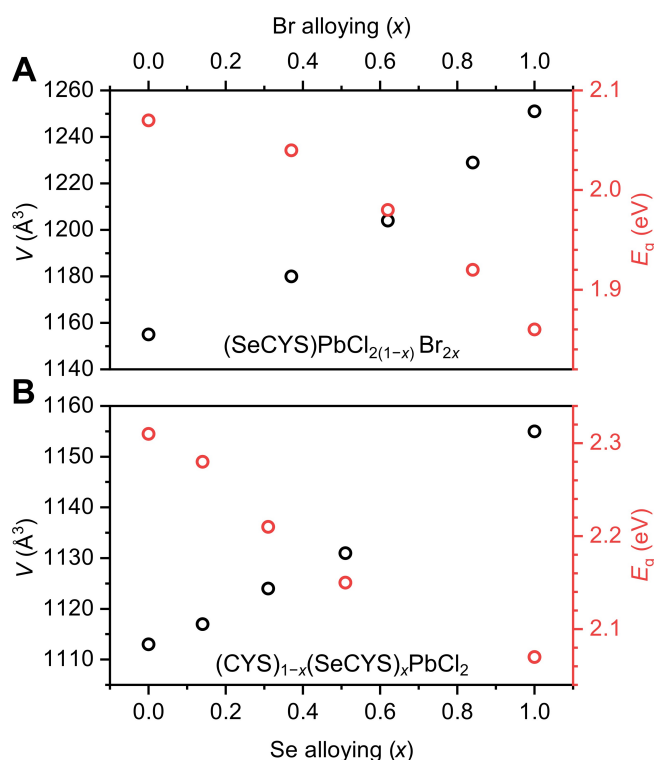 Br alloying (x)
0.0 0.2 0.4 0.6 0.8 1.0
A
1260
1240
1220
1200
1180
1160
1140
V (Å³)
2.1
2.0
1.9
E_g (eV)
(SeCYS)PbCl₂₍₁₋ₓ₎Br₂ₓ
B
1160
1150
1140
1130
1120
1110
V (Å³)
2.3
2.2
2.1
E_g (eV)
(CYS)₁₋ₓ(SeCYS)ₓPbCl₂
0.0 0.2 0.4 0.6 0.8 1.0
Se alloying (x)